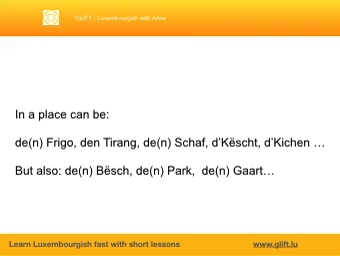 GLIFT - Luxembourgish with Anne
In a place can be:
de(n) Frigo, den Tirang, de(n) Schaf, d'Këscht, d'Kichen …
But also: de(n) Bësch, de(n) Park, de(n) Gaart…
Learn Luxembourgish fast with short lessons www.glift.lu